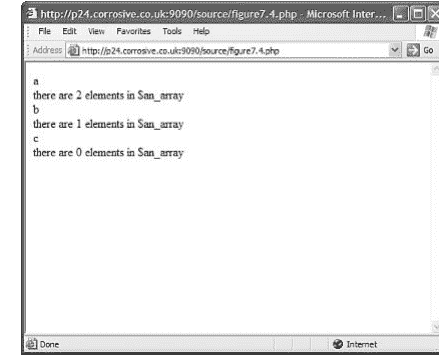 http://p24.corrosive.co.uk:9090/source/figure7.4.php - Microsoft Inter...
File Edit View Favorites Tools Help
Address http://p24.corrosive.co.uk:9090/source/figure7.4.php Go
a
there are 2 elements in $an_array
b
there are 1 elements in $an_array
c
there are 0 elements in $an_array
Done Internet